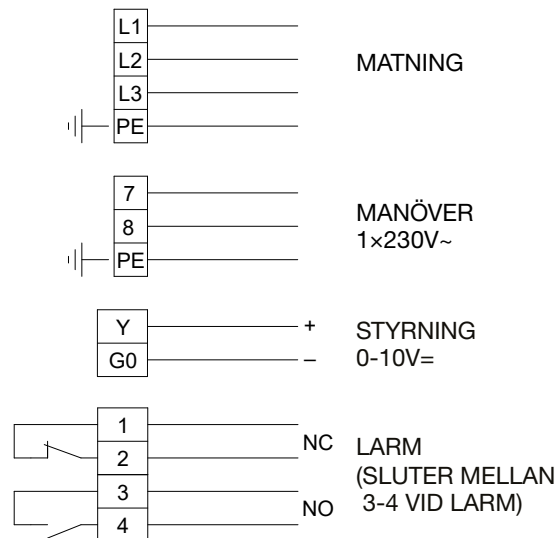 L1
L2
L3
PE
MATNING
7
8
PE
MANÖVER
1×230V~
Y +
G0 –
STYRNING
0-10V=
1
2
NC
3
4
NO
LARM
(SLUTER MELLAN
3-4 VID LARM)